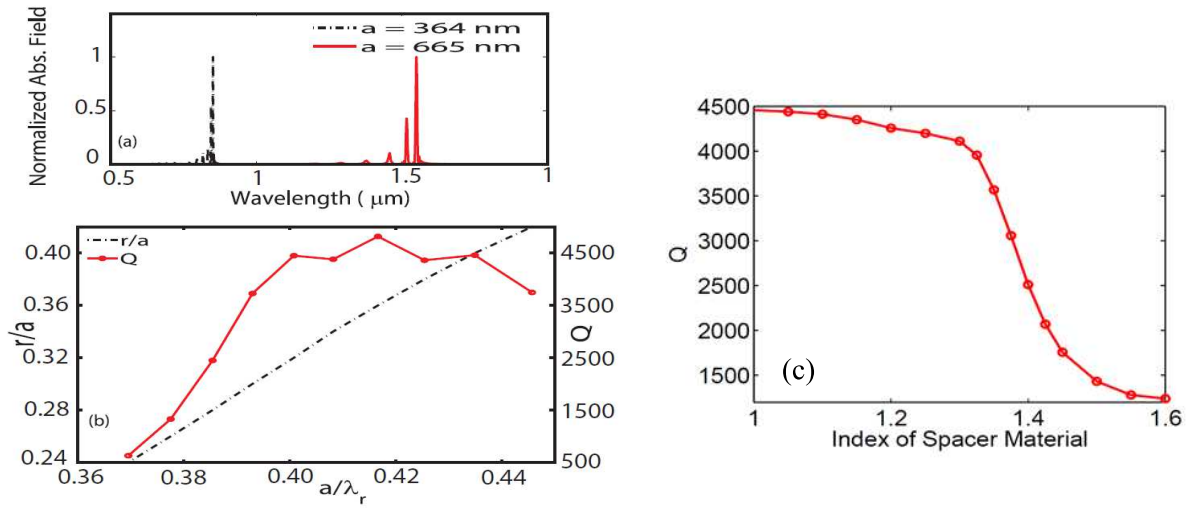 Normalized Abs. Field
1
0.5
0
a = 364 nm
a = 665 nm
(a)
0.5
1
1.5
1
Wavelength ( μm)
r/a
0.40
0.36
0.32
0.28
0.24
r/a
Q
(b)
4500
3500
2500
1500
500
Q
0.36
0.38
0.40
0.42
0.44
a/λr
Q
4500
4000
3500
3000
2500
2000
1500
(c)
1
1.2
1.4
1.6
Index of Spacer Material